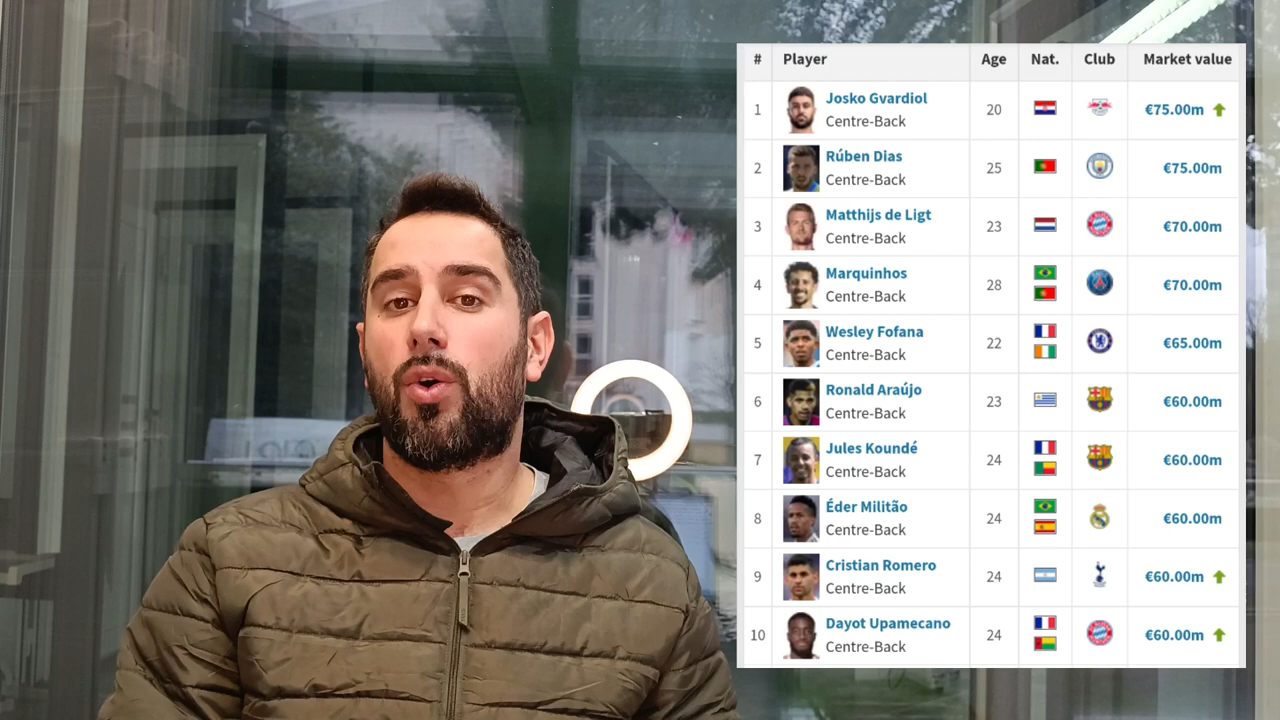 # Player Age Nat. Club Market value
1 Josko Gvardiol 20 €75.00m
Centre-Back
2 Rúben Dias 25 €75.00m
Centre-Back
3 Matthijs de Ligt 23 €70.00m
Centre-Back
4 Marquinhos 28 €70.00m
Centre-Back
5 Wesley Fofana 22 €65.00m
Centre-Back
6 Ronald Araújo 23 €60.00m
Centre-Back
7 Jules Koundé 24 €60.00m
Centre-Back
8 Éder Militão 24 €60.00m
Centre-Back
9 Cristian Romero 24 €60.00m
Centre-Back
10 Dayot Upamecano 24 €60.00m
Centre-Back